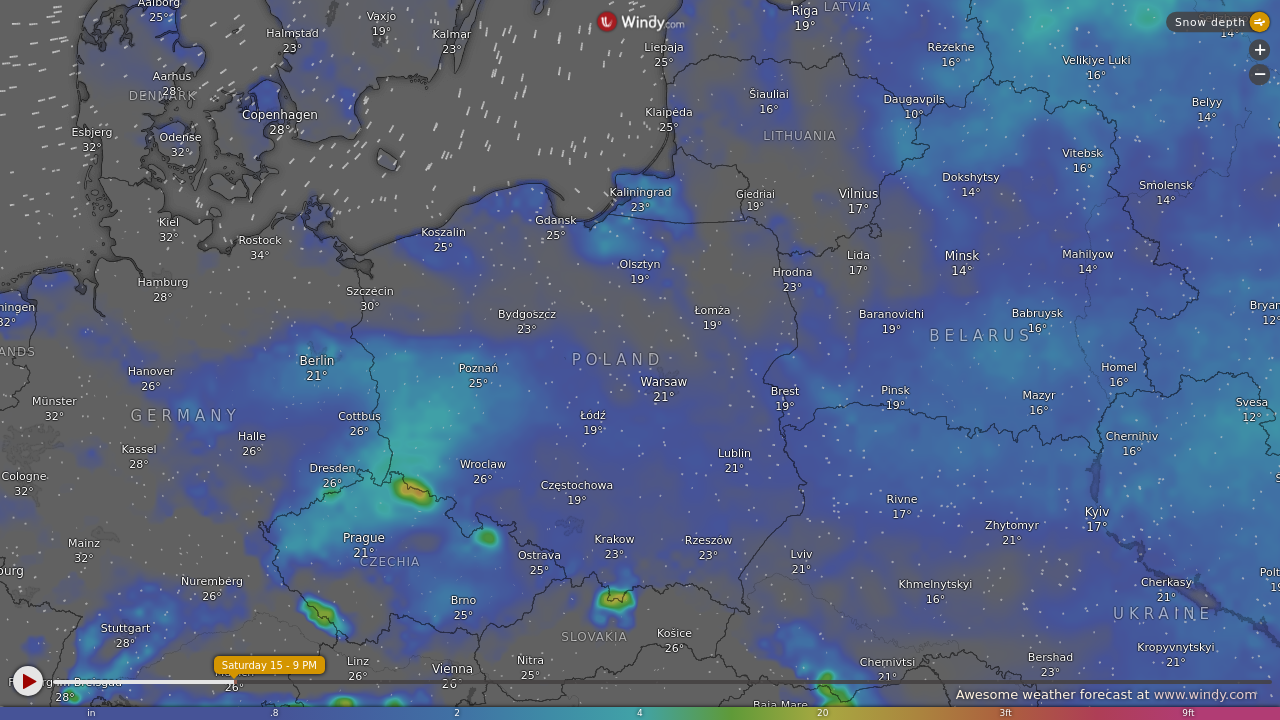 Aalborg
25°
Växjö
19°
Halmstad
23°
Kalmar
23°
Windy.com
Riga
19°
LATVIA
Snow depth
14°
Liepaja
25°
Rēzekne
16°
Velikiye Luki
16°
+
−
Aarhus
28°
DENMARK
Copenhagen
28°
Šiauliai
16°
Daugavpils
10°
Belyy
14°
Klaipėda
25°
Esbjerg
32°
Odense
32°
LITHUANIA
Vitebsk
16°
Dokshytsy
14°
Smolensk
14°
Kaliningrad
23°
Giedriai
19°
Vilnius
17°
Kiel
32°
Rostock
34°
Koszalin
25°
Gdansk
25°
Olsztyn
19°
Hrodna
23°
Lida
17°
Minsk
14°
Mahilyow
14°
Hamburg
28°
Szczecin
30°
ningen
32°
Bydgoszcz
23°
Łomża
19°
Baranovichi
19°
Babruysk
16°
Bryan
12°
BELARUS
ANDS
POLAND
Berlin
21°
Hanover
26°
Poznań
25°
Warsaw
21°
Brest
19°
Pinsk
19°
Homel
16°
Mazyr
16°
Svesa
12°
Münster
32°
GERMANY
Cottbus
26°
Łódź
19°
Halle
26°
Kassel
28°
Chernihiv
16°
Cologne
32°
Dresden
26°
Wroclaw
26°
Lublin
21°
Częstochowa
19°
Rivne
17°
Kyiv
17°
Zhytomyr
21°
Mainz
32°
Prague
21°
CZECHIA
Ostrava
25°
Krakow
23°
Rzeszów
23°
Lviv
21°
burg
Nuremberg
26°
Khmelnytskyi
16°
Cherkasy
21°
Polt
19
Brno
25°
UKRAINE
Stuttgart
28°
SLOVAKIA
Košice
26°
Kropyvnytskyi
21°
Saturday 15 - 9 PM
Linz
26°
Vienna
26°
Nitra
25°
Chernivtsi
21°
Bershad
23°
28°
26°
Baia Mare
Awesome weather forecast at www.windy.com
in
.8
2
4
20
3ft
9ft